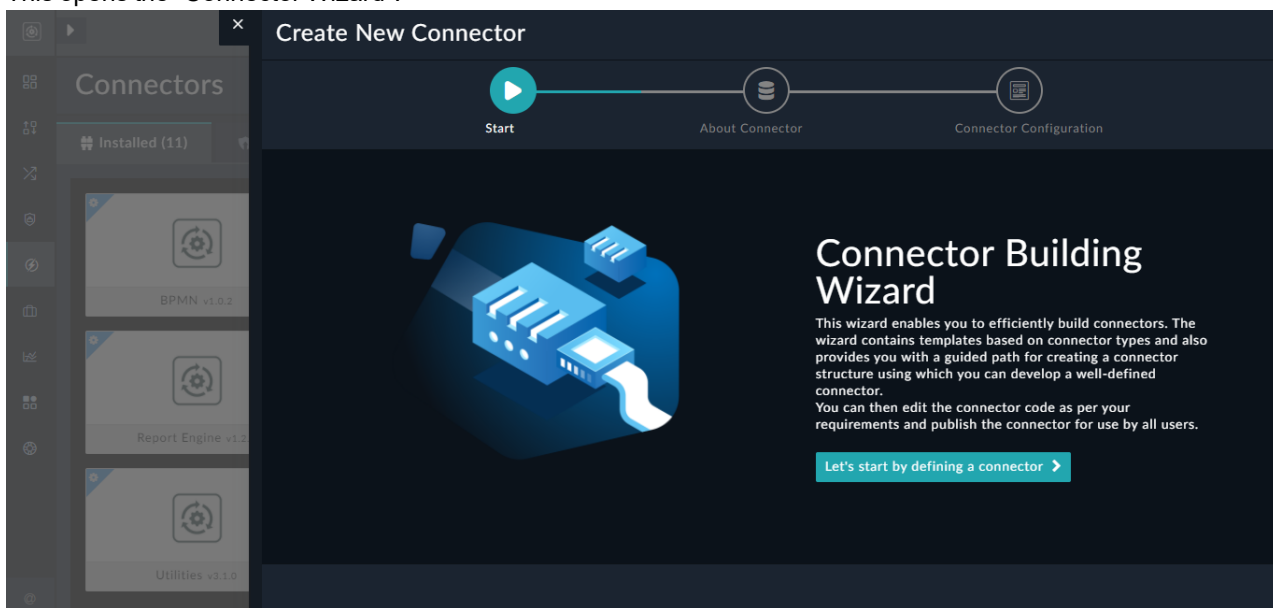 This opens the "Connector Wizard".
Create New Connector
Connectors
Start
About Connector
Connector Configuration
Installed (11)
BPMN v1.0.2
Report Engine v1.2.
Utilities v3.1.0
Connector Building
Wizard
This wizard enables you to efficiently build connectors. The
wizard contains templates based on connector types and also
provides you with a guided path for creating a connector
structure using which you can develop a well-defined
connector.
You can then edit the connector code as per your
requirements and publish the connector for use by all users.
Let's start by defining a connector